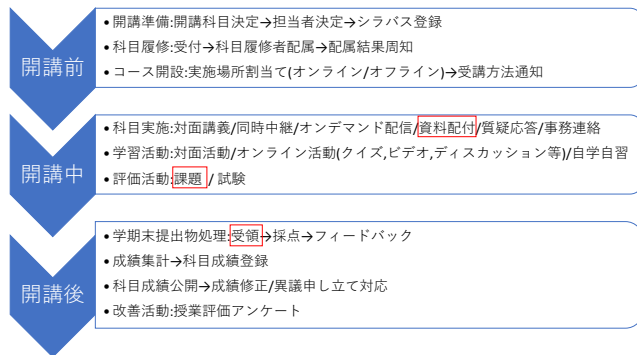 開講前
• 開講準備:開講科目決定→担当者決定→シラバス登録
• 科目履修:受付→科目履修者配属→配属結果周知
• コース開設:実施場所割当て(オンライン/オフライン)→受講方法通知
開講中
• 科目実施:対面講義/同時中継/オンデマンド配信/資料配付/質疑応答/事務連絡
• 学習活動:対面活動/オンライン活動(クイズ,ビデオ,ディスカッション等)/自学自習
• 評価活動:課題 / 試験
開講後
• 学期末提出物処理:受領→採点→フィードバック
• 成績集計→科目成績登録
• 科目成績公開→成績修正/異議申し立て対応
• 改善活動:授業評価アンケート